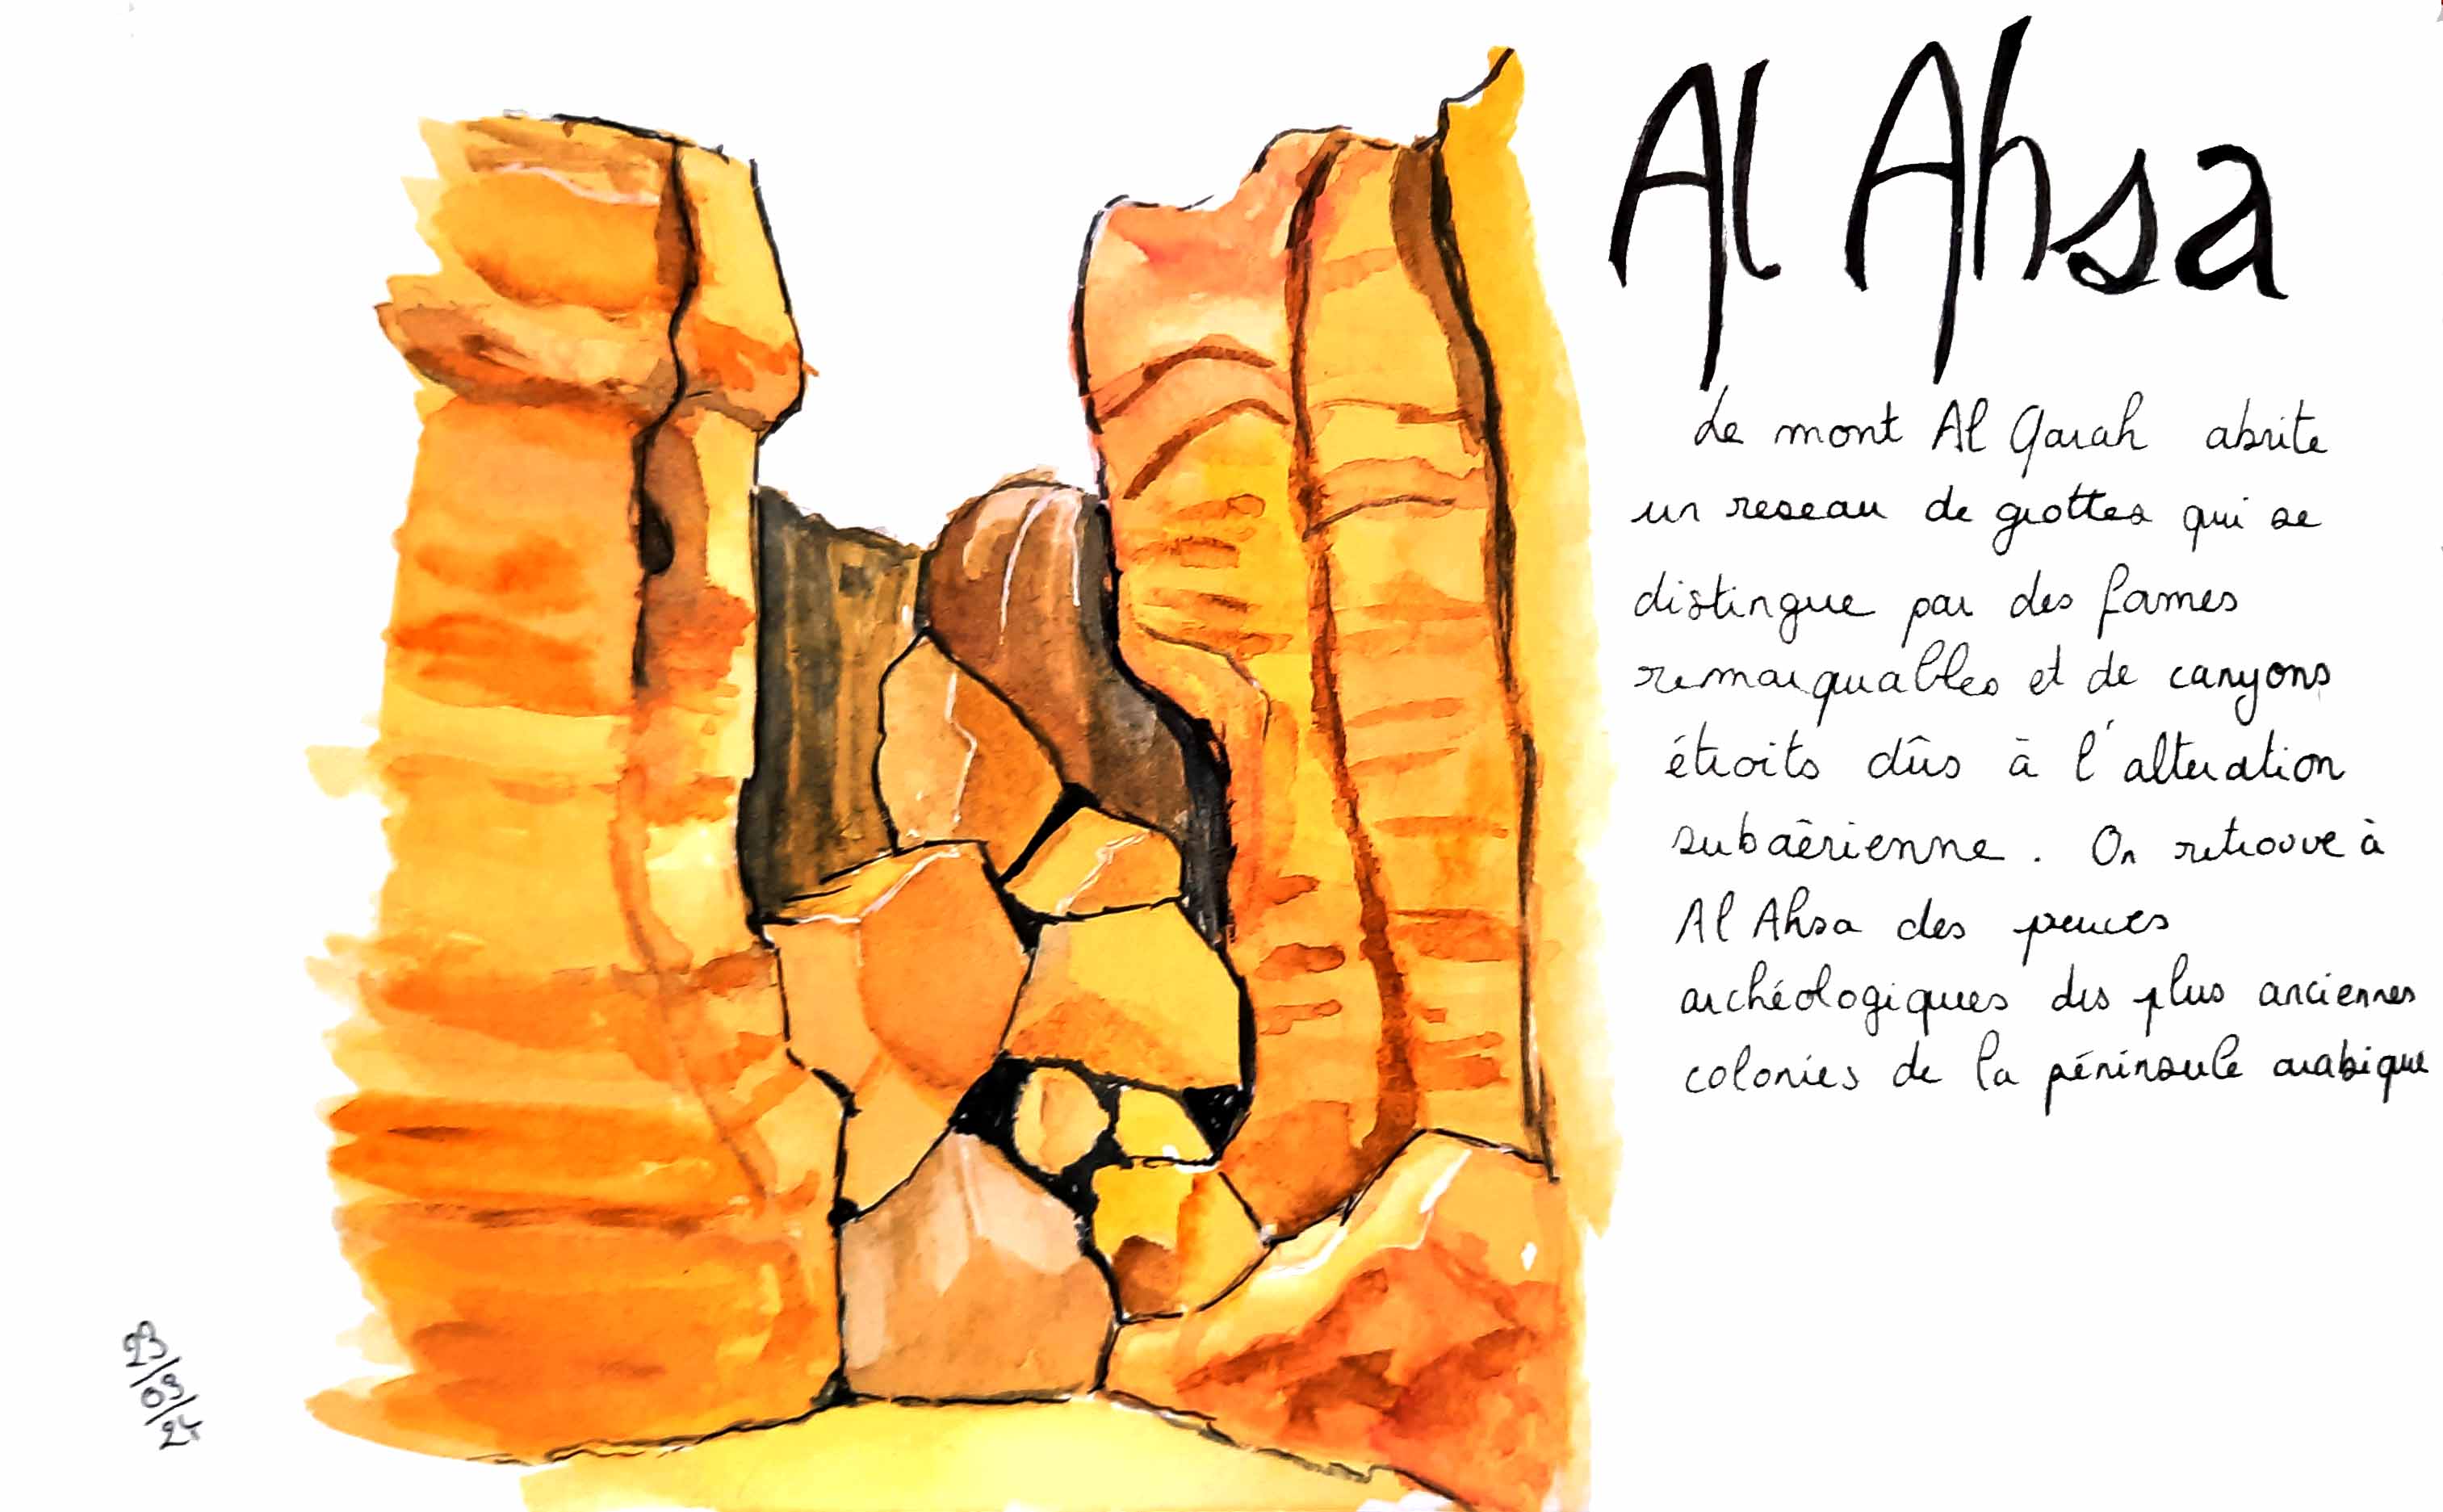 Al Ahsa
Le mont Al Qarah abrite
un reseau de grottes qui se
distingue par des formes
remarquables et de canyons
étroits dûs à l'alteration
subaérienne. On retrouve à
Al Ahsa des preuves
archéologiques des plus anciennes
colonies de la péninsule arabique
23/09/24